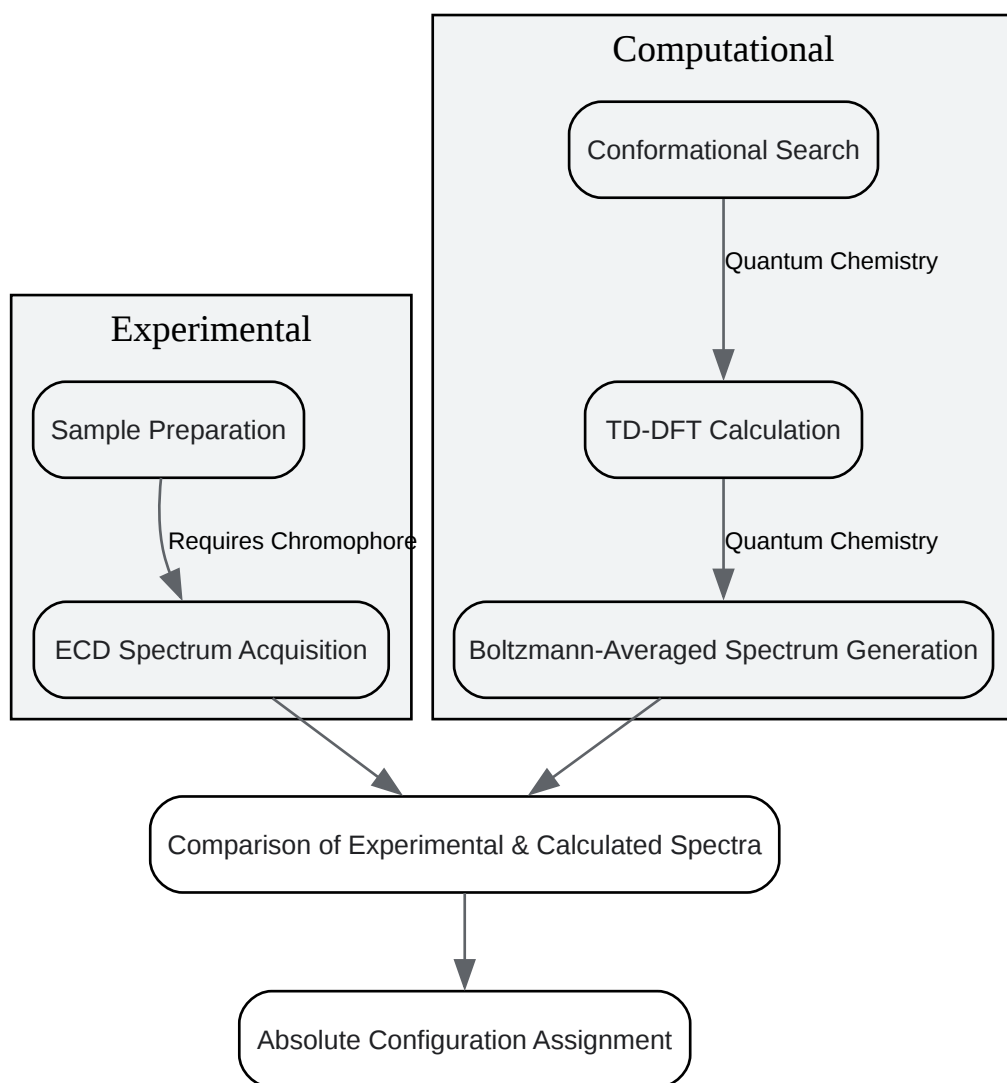 Computational
Conformational Search
Quantum Chemistry
Experimental
Sample Preparation
TD-DFT Calculation
Requires Chromophore
Quantum Chemistry
ECD Spectrum Acquisition
Boltzmann-Averaged Spectrum Generation
Comparison of Experimental & Calculated Spectra
Absolute Configuration Assignment